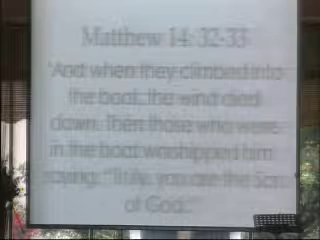 Matthew 14: 32-33
"And when they climbed into
the boat, the wind died
down. Then those who were
in the boat worshipped him
saying, "Truly, you are the Son
of God.""